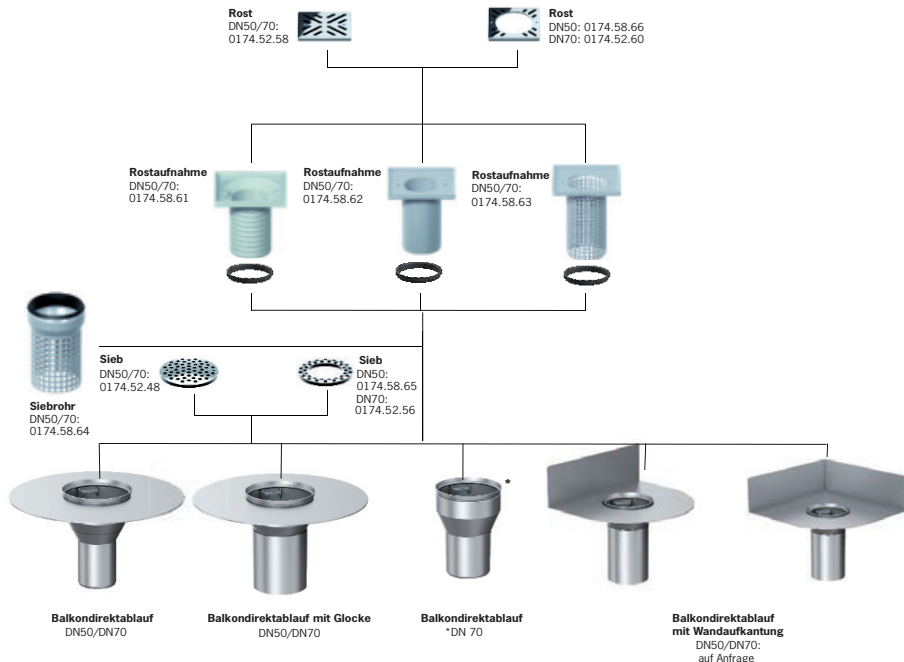 Rost
DN50/70:
0174.52.58
Rost
DN50: 0174.58.66
DN70: 0174.52.60
Rostaufnahme
DN50/70:
0174.58.61
Rostaufnahme
DN50/70:
0174.58.62
Rostaufnahme
DN50/70:
0174.58.63
Siebrohr
DN50/70:
0174.58.64
Sieb
DN50/70:
0174.52.48
Sieb
DN50:
0174.58.65
DN70:
0174.52.56
*
Balkondirektablauf
DN50/DN70
Balkondirektablauf mit Glocke
DN50/DN70
Balkondirektablauf
*DN 70
Balkondirektablauf
mit Wandaufkantung
DN50/DN70:
auf Anfrage